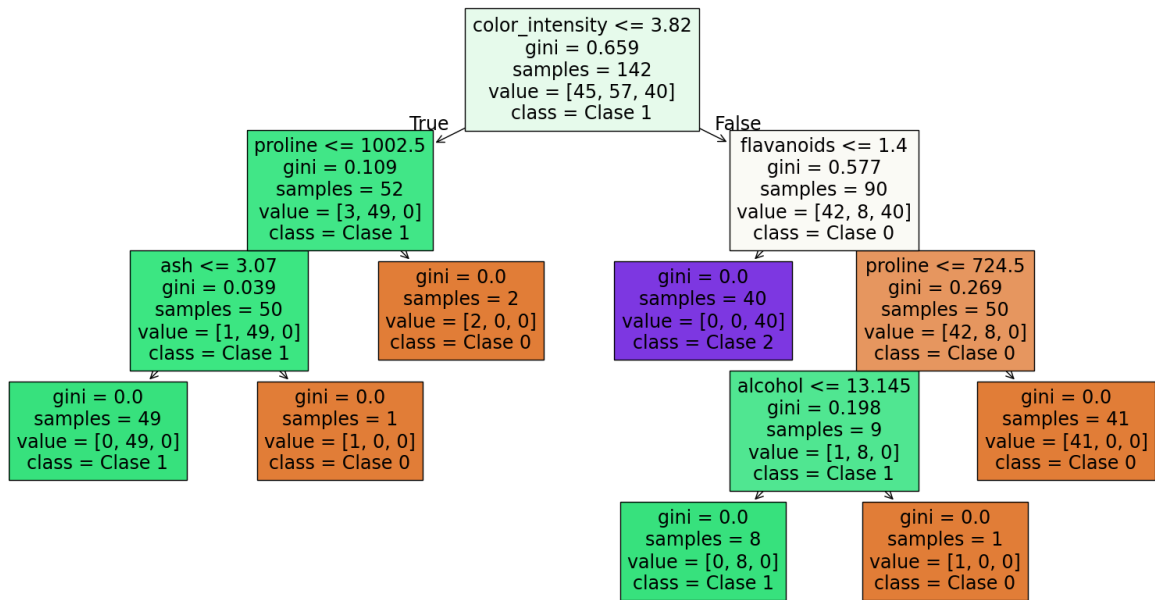 color_intensity <= 3.82
gini = 0.659
samples = 142
value = [45, 57, 40]
class = Clase 1
True
False
proline <= 1002.5
gini = 0.109
samples = 52
value = [3, 49, 0]
class = Clase 1
flavanoids <= 1.4
gini = 0.577
samples = 90
value = [42, 8, 40]
class = Clase 0
ash <= 3.07
gini = 0.039
samples = 50
value = [1, 49, 0]
class = Clase 1
gini = 0.0
samples = 2
value = [2, 0, 0]
class = Clase 0
gini = 0.0
samples = 40
value = [0, 0, 40]
class = Clase 2
proline <= 724.5
gini = 0.269
samples = 50
value = [42, 8, 0]
class = Clase 0
gini = 0.0
samples = 49
value = [0, 49, 0]
class = Clase 1
gini = 0.0
samples = 1
value = [1, 0, 0]
class = Clase 0
alcohol <= 13.145
gini = 0.198
samples = 9
value = [1, 8, 0]
class = Clase 1
gini = 0.0
samples = 41
value = [41, 0, 0]
class = Clase 0
gini = 0.0
samples = 8
value = [0, 8, 0]
class = Clase 1
gini = 0.0
samples = 1
value = [1, 0, 0]
class = Clase 0